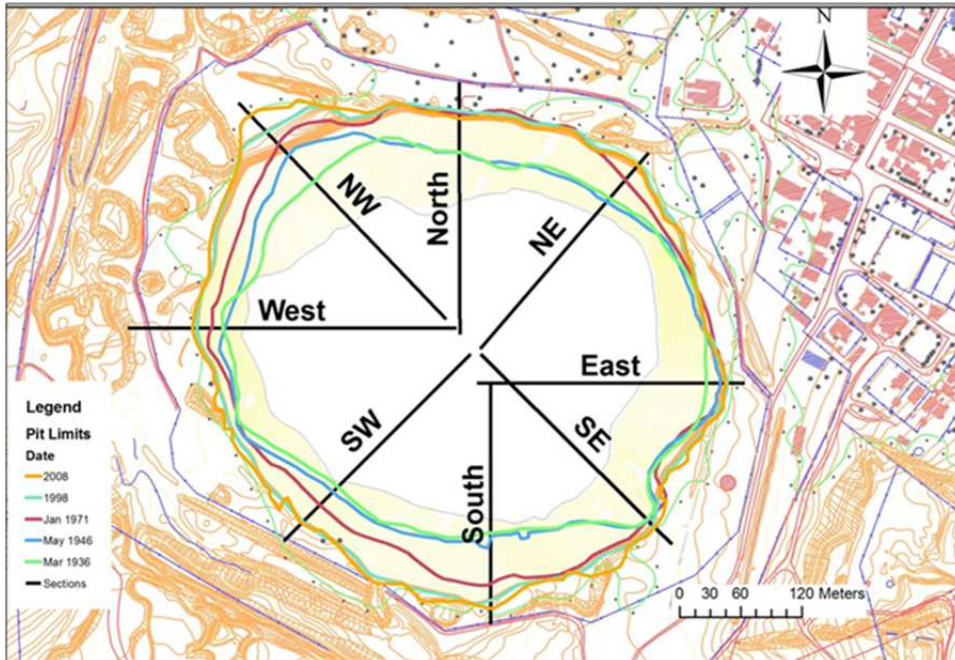 N
NW
North
NE
West
East
SW
SE
South
Legend
Pit Limits
Date
2008
1998
Jan 1971
May 1946
Mar 1936
Sections
0 30 60 120 Meters